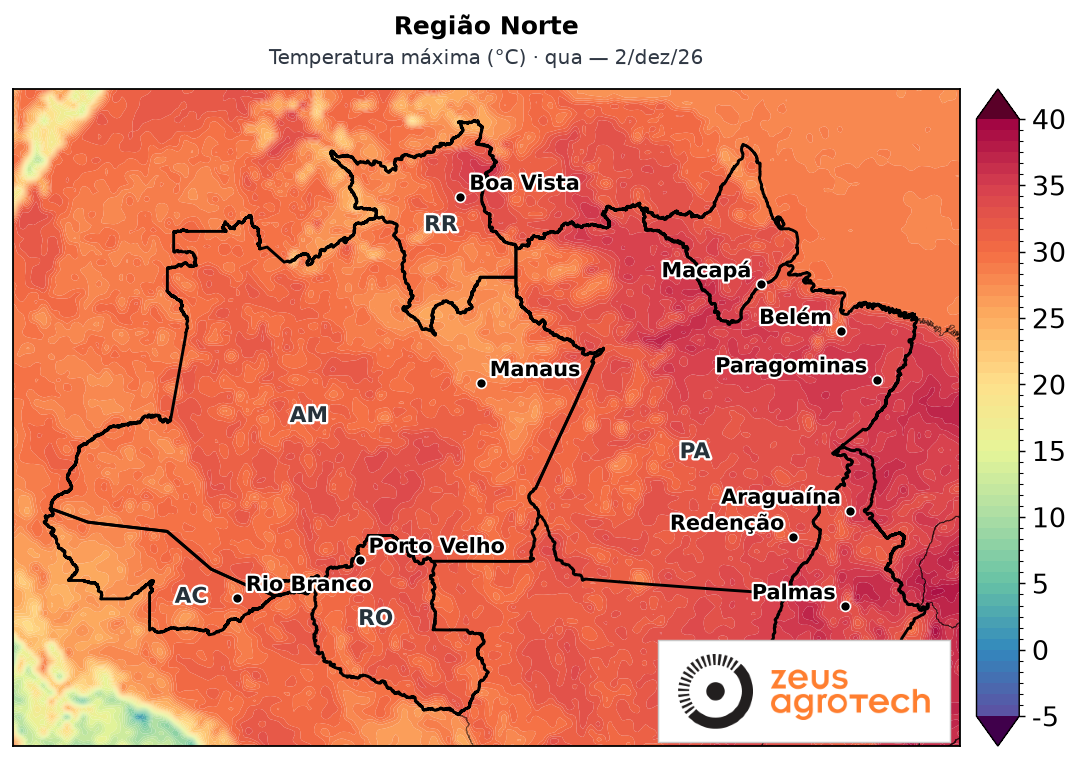 Região Norte
Temperatura máxima (°C) · qua — 2/dez/26
Boa Vista
RR
Macapá
Belém
Paragominas
Manaus
AM
PA
Araguaína
Redenção
Porto Velho
Rio Branco
AC
RO
Palmas
zeus
agrotech
40
35
30
25
20
15
10
5
0
-5